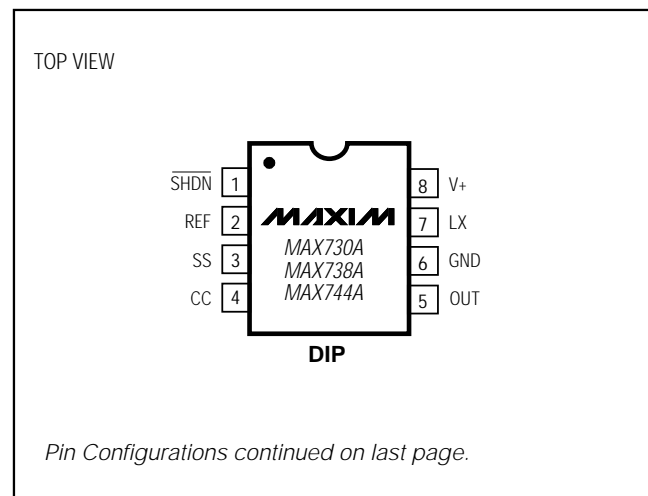 TOP VIEW
S̅H̅D̅N̅ 1
REF 2
SS 3
CC 4
MAXIM
MAX730A
MAX738A
MAX744A
8 V+
7 LX
6 GND
5 OUT
DIP
Pin Configurations continued on last page.